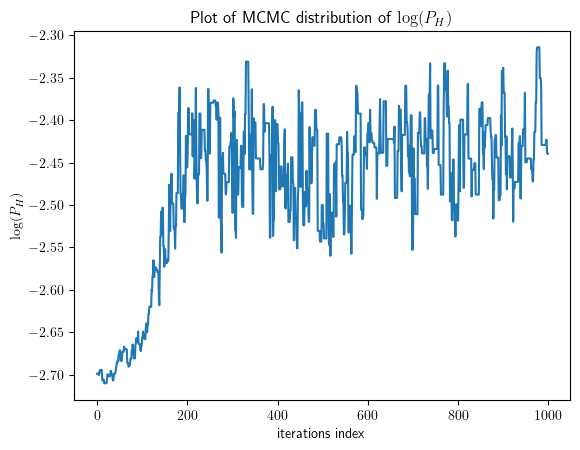 Plot of MCMC distribution of log(P_H)
−2.30
−2.35
−2.40
−2.45
−2.50
−2.55
−2.60
−2.65
−2.70
log(P_H)
0 200 400 600 800 1000
iterations index